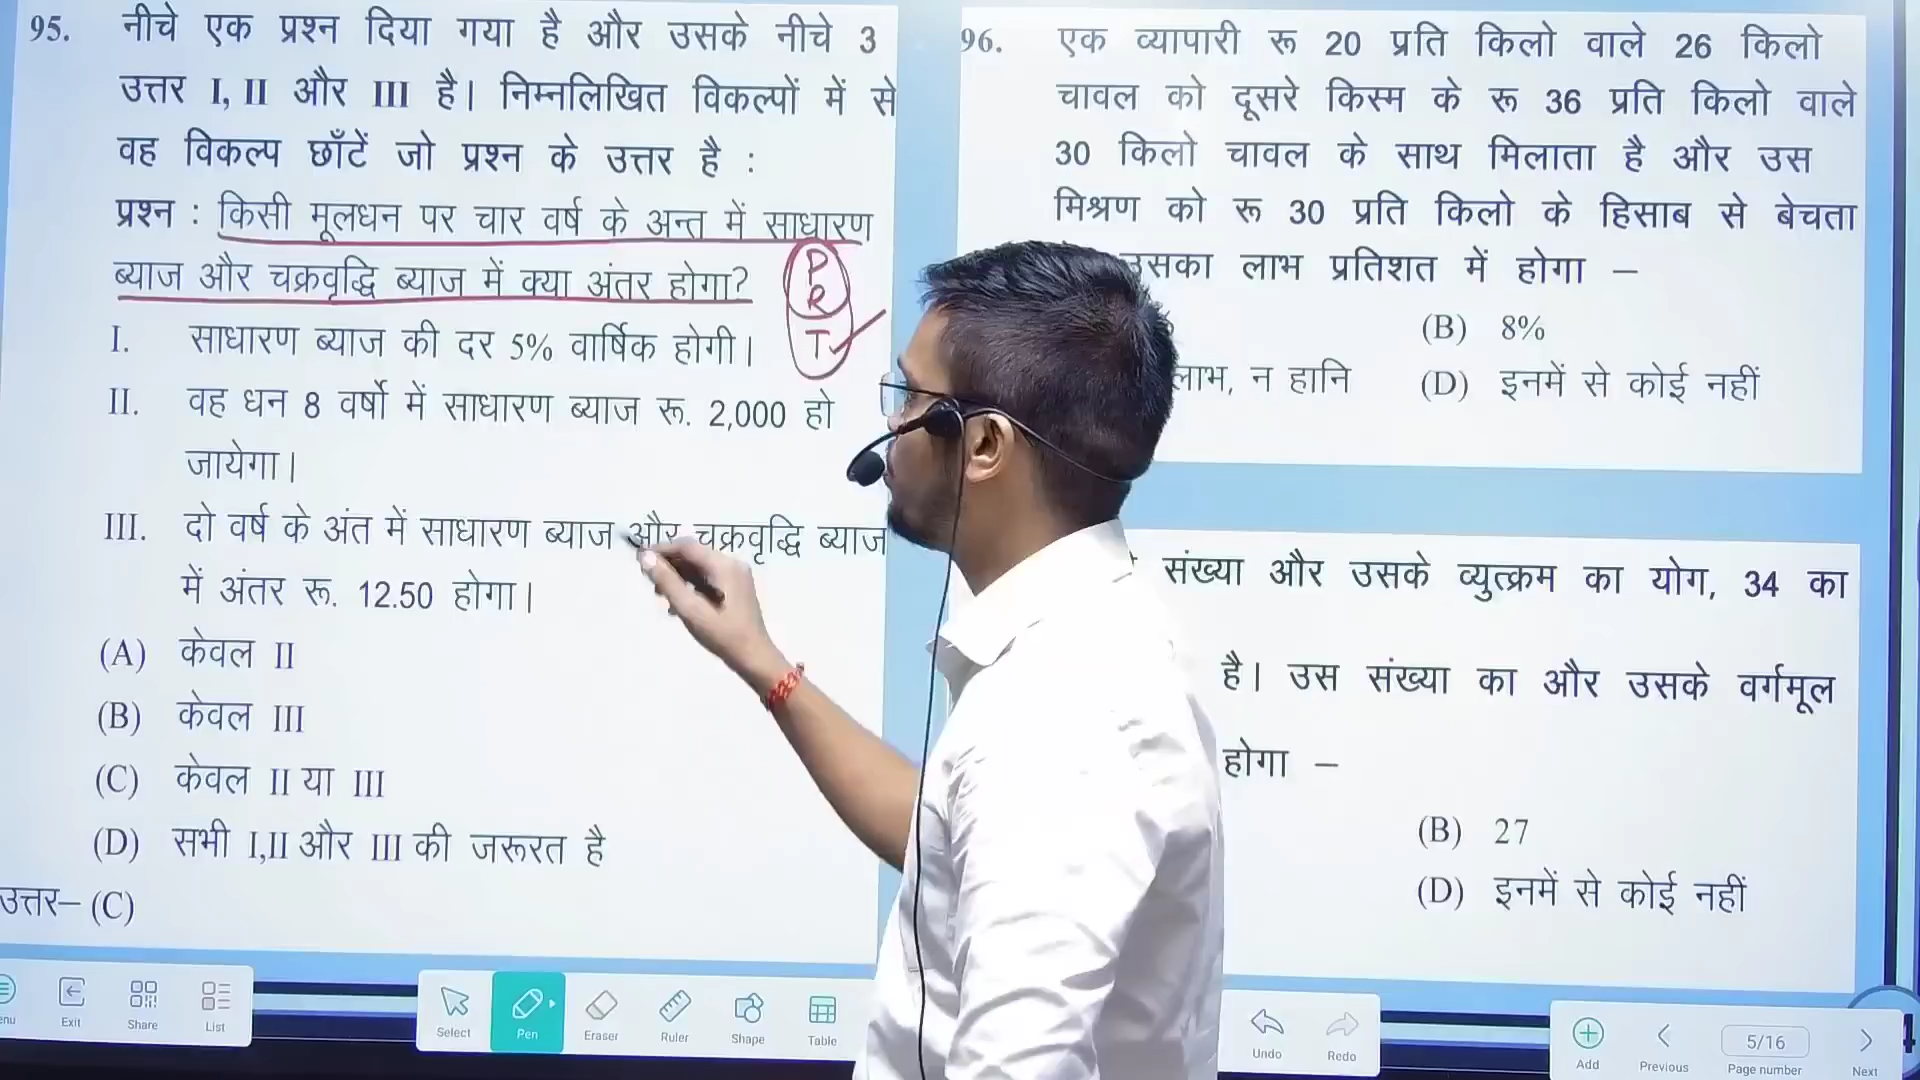 95. नीचे एक प्रश्न दिया गया है और उसके नीचे 3
उत्तर I, II और III है। निम्नलिखित विकल्पों में से
वह विकल्प छाँटें जो प्रश्न के उत्तर है :
प्रश्न : किसी मूलधन पर चार वर्ष के अन्त में साधारण
ब्याज और चक्रवृद्धि ब्याज में क्या अंतर होगा?
P
R
T
I. साधारण ब्याज की दर 5% वार्षिक होगी।
II. वह धन 8 वर्षो में साधारण ब्याज रू. 2,000 हो
जायेगा।
III. दो वर्ष के अंत में साधारण ब्याज और चक्रवृद्धि ब्याज
में अंतर रू. 12.50 होगा।
(A) केवल II
(B) केवल III
(C) केवल II या III
(D) सभी I,II और III की जरूरत है
उत्तर– (C)
96. एक व्यापारी रू 20 प्रति किलो वाले 26 किलो
चावल को दूसरे किस्म के रू 36 प्रति किलो वाले
30 किलो चावल के साथ मिलाता है और उस
मिश्रण को रू 30 प्रति किलो के हिसाब से बेचता
उसका लाभ प्रतिशत में होगा –
(B) 8%
लाभ, न हानि (D) इनमें से कोई नहीं
संख्या और उसके व्युत्क्रम का योग, 34 का
है। उस संख्या का और उसके वर्गमूल
होगा –
(B) 27
(D) इनमें से कोई नहीं
Exit Share List Select Pen Eraser Ruler Shape Table Undo Redo Add Previous 5/16 Page number Next